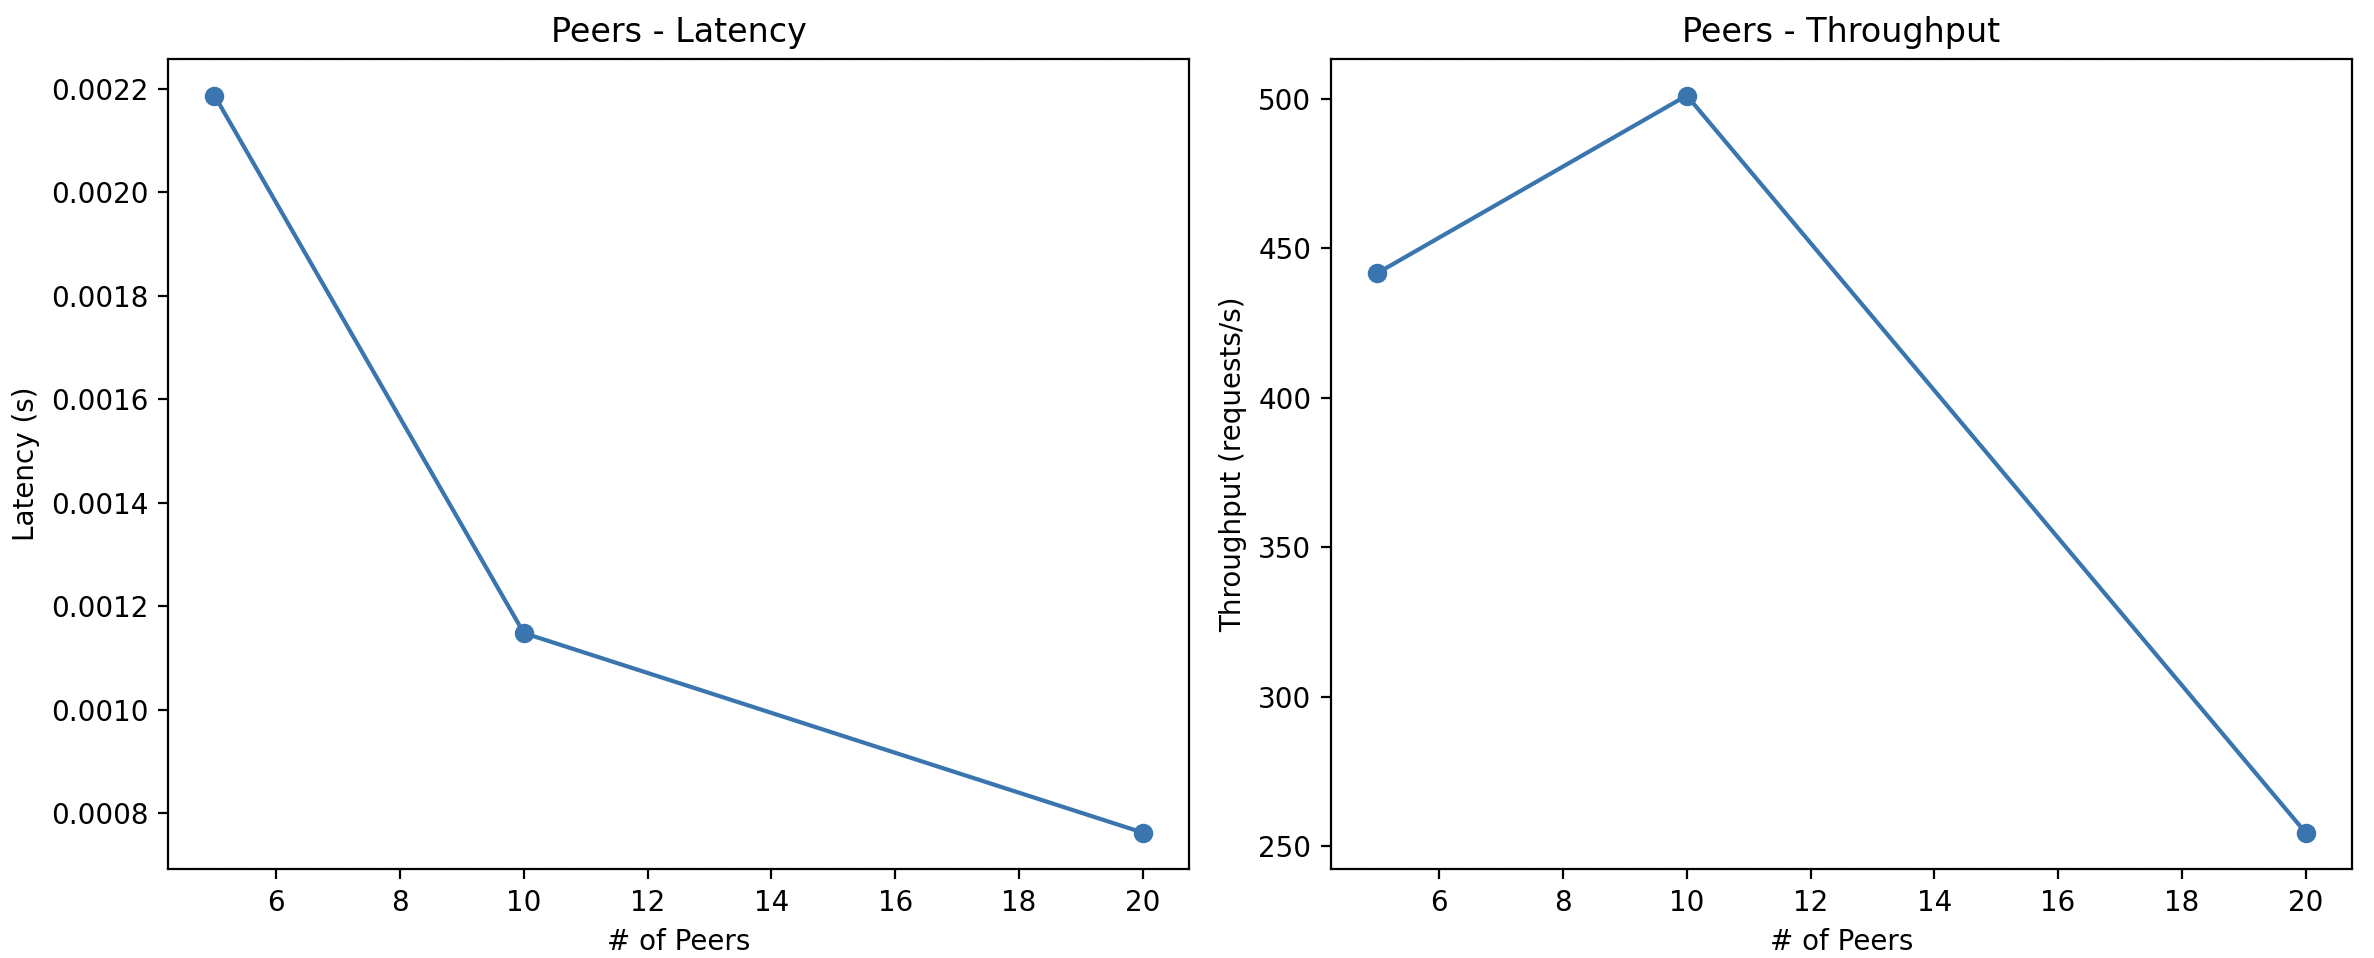 Peers - Latency
Latency (s)
0.0022
0.0020
0.0018
0.0016
0.0014
0.0012
0.0010
0.0008
6 8 10 12 14 16 18 20
# of Peers
Peers - Throughput
Throughput (requests/s)
500
450
400
350
300
250
6 8 10 12 14 16 18 20
# of Peers